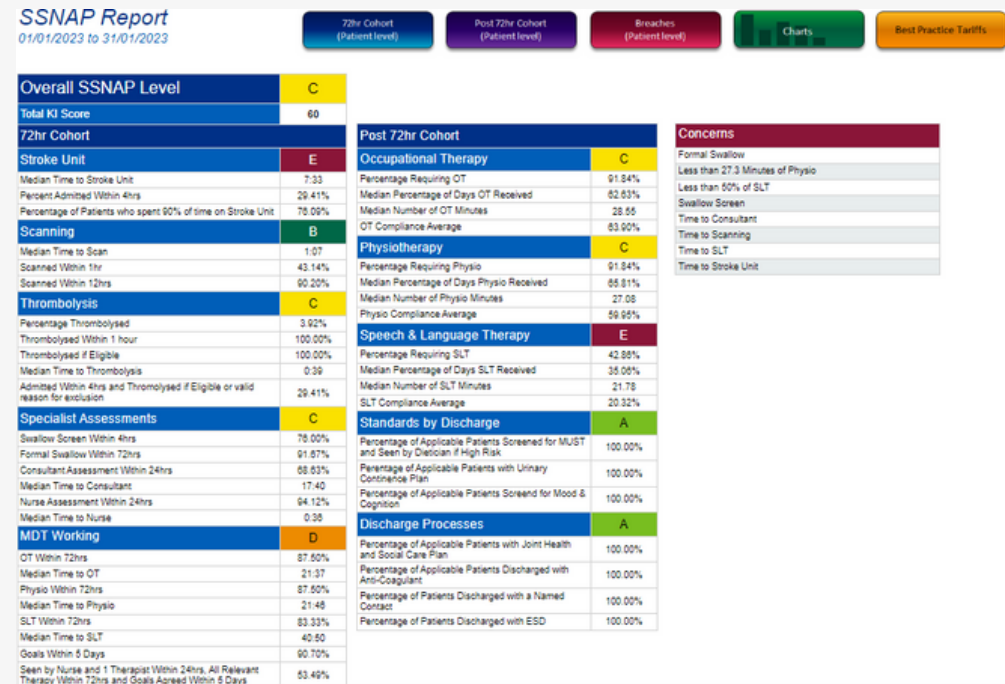 SSNAP Report
01/01/2023 to 31/01/2023
72hr Cohort
(Patient level)
Post 72hr Cohort
(Patient level)
Breaches
(Patient level)
Charts
Best Practice Tariffs
Overall SSNAP Level C
Total KI Score 60
72hr Cohort
Stroke Unit E
Median Time to Stroke Unit 7:33
Percent Admitted Within 4hrs 29.41%
Percentage of Patients who spent 90% of time on Stroke Unit 76.09%
Scanning B
Median Time to Scan 1:07
Scanned Within 1hr 43.14%
Scanned Within 12hrs 90.20%
Thrombolysis C
Percentage Thrombolysed 3.92%
Thrombolysed Within 1 hour 100.00%
Thrombolysed if Eligible 100.00%
Median Time to Thrombolysis 0:39
Admitted Within 4hrs and Thromolysed if Eligible or valid
reason for exclusion 29.41%
Specialist Assessments C
Swallow Screen Within 4hrs 76.00%
Formal Swallow Within 72hrs 91.67%
Consultant Assessment Within 24hrs 68.63%
Median Time to Consultant 17:40
Nurse Assessment Within 24hrs 94.12%
Median Time to Nurse 0:36
MDT Working D
OT Within 72hrs 87.50%
Median Time to OT 21:37
Physio Within 72hrs 87.50%
Median Time to Physio 21:46
SLT Within 72hrs 83.33%
Median Time to SLT 40:50
Goals Within 5 Days 90.70%
Seen by Nurse and 1 Therapist Within 24hrs, All Relevant
Therapy Within 72hrs and Goals Agreed Within 5 Days 53.49%
Post 72hr Cohort
Occupational Therapy C
Percentage Requiring OT 91.84%
Median Percentage of Days OT Received 62.63%
Median Number of OT Minutes 28.55
OT Compliance Average 63.90%
Physiotherapy C
Percentage Requiring Physio 91.84%
Median Percentage of Days Physio Received 65.81%
Median Number of Physio Minutes 27.08
Physio Compliance Average 59.95%
Speech & Language Therapy E
Percentage Requiring SLT 42.86%
Median Percentage of Days SLT Received 35.06%
Median Number of SLT Minutes 21.78
SLT Compliance Average 20.32%
Standards by Discharge A
Percentage of Applicable Patients Screened for MUST
and Seen by Dietician if High Risk 100.00%
Perentage of Applicable Patients with Urinary
Continence Plan 100.00%
Percentage of Applicable Patients Screend for Mood &
Cognition 100.00%
Discharge Processes A
Percentage of Applicable Patients with Joint Health
and Social Care Plan 100.00%
Percentage of Applicable Patients Discharged with
Anti-Coagulant 100.00%
Percentage of Patients Discharged with a Named
Contact 100.00%
Percentage of Patients Discharged with ESD 100.00%
Concerns
Formal Swallow
Less than 27.3 Minutes of Physio
Less than 50% of SLT
Swallow Screen
Time to Consultant
Time to Scanning
Time to SLT
Time to Stroke Unit